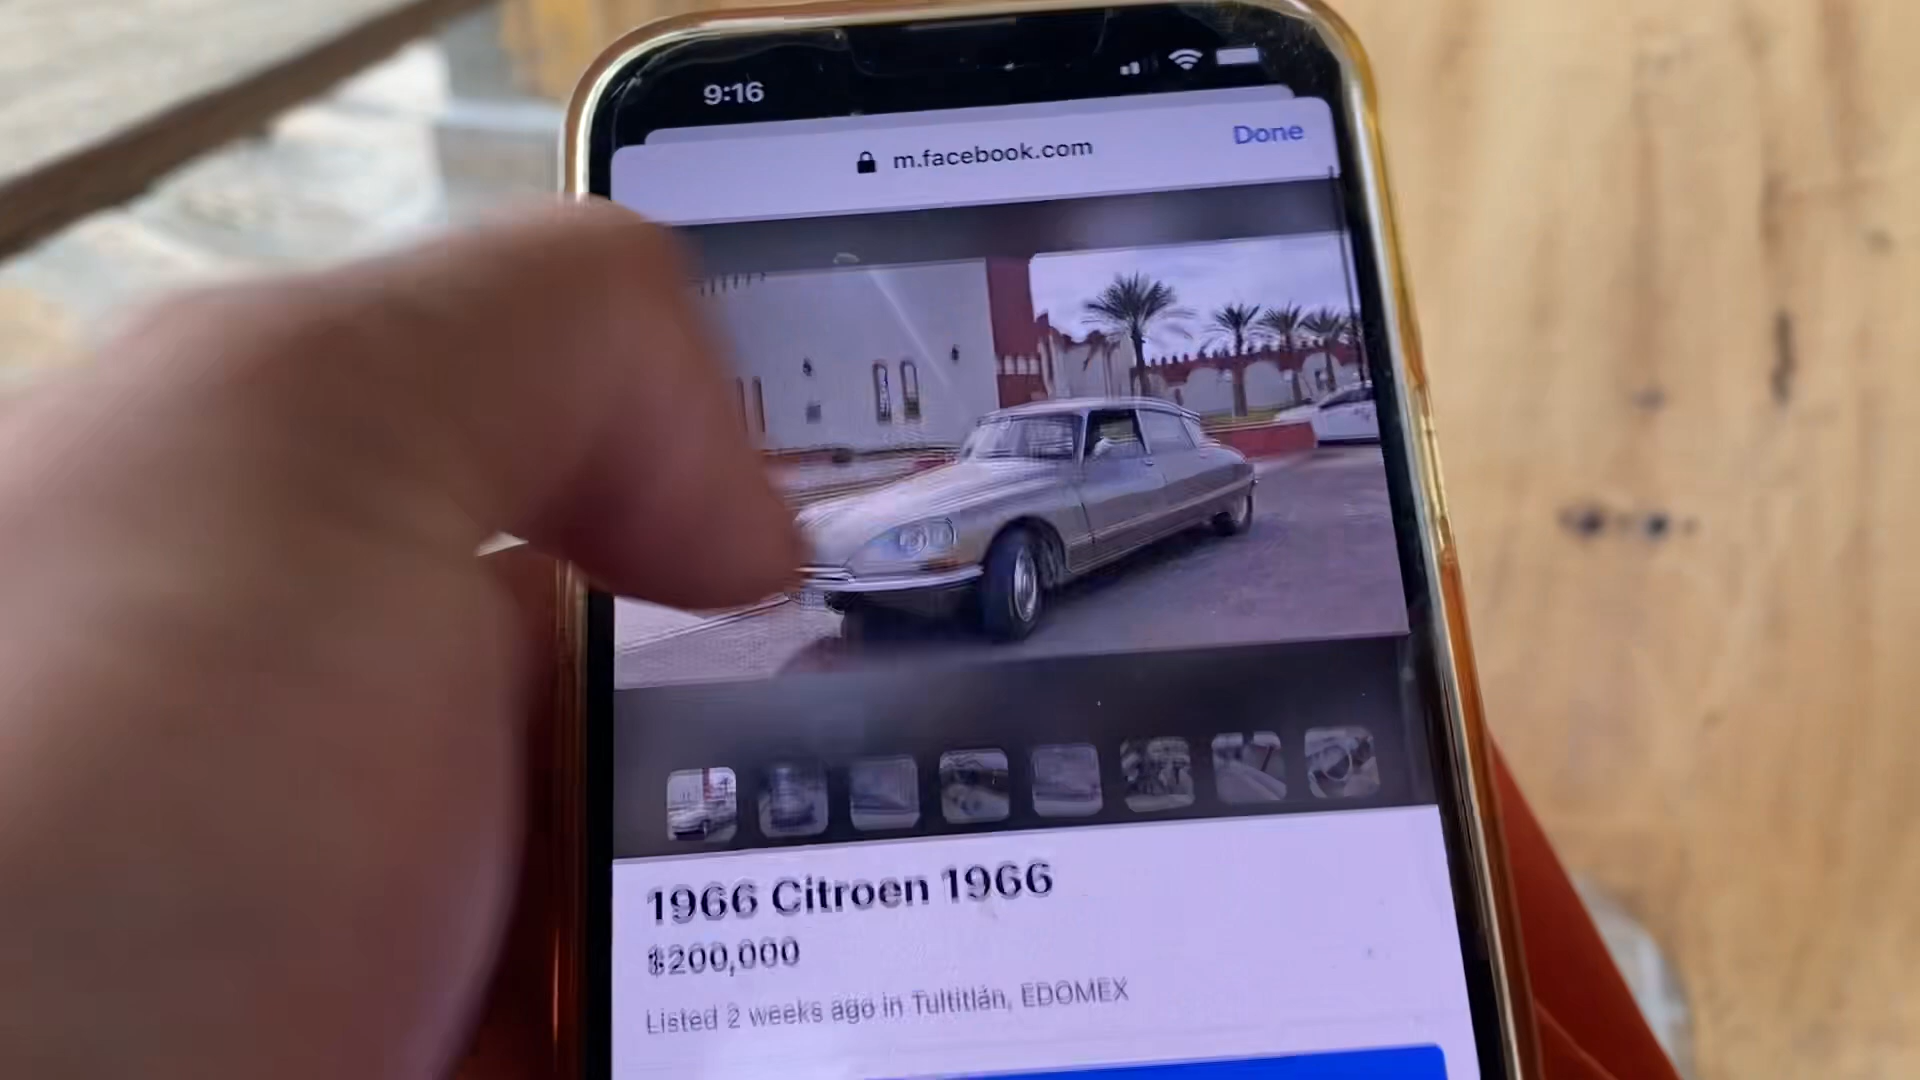 9:16
m.facebook.com
Done
1966 Citroen 1966
$200,000
Listed 2 weeks ago in Tultitlán, EDOMEX